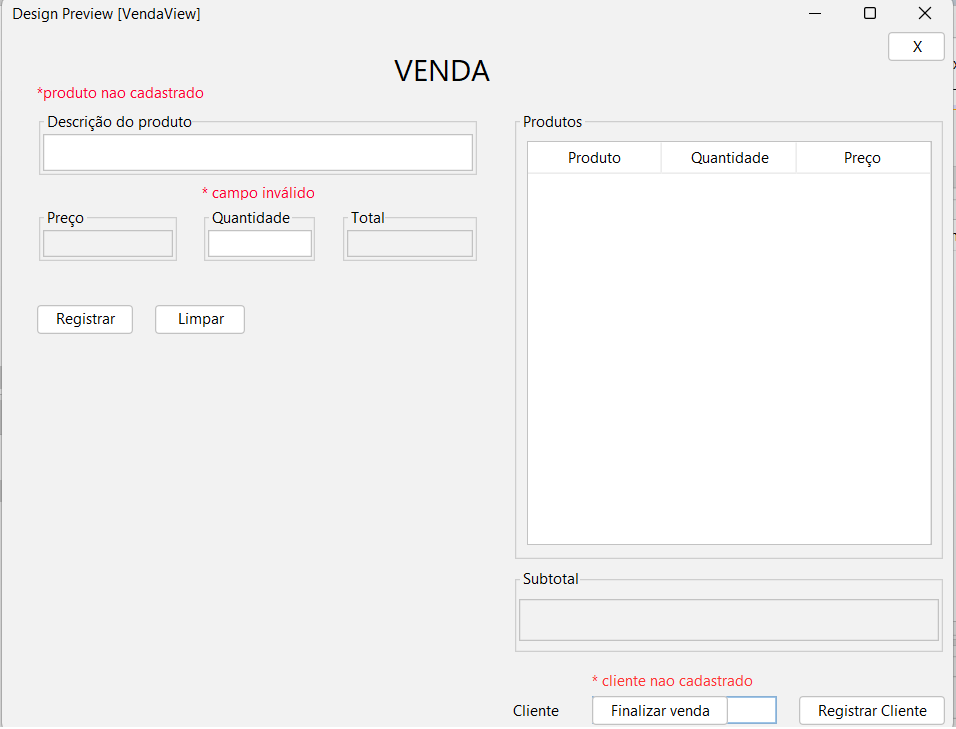 Design Preview [VendaView]
X
VENDA
*produto nao cadastrado
Descrição do produto
* campo inválido
Preço
Quantidade
Total
Registrar
Limpar
Produtos
Produto Quantidade Preço
Subtotal
* cliente nao cadastrado
Cliente
Finalizar venda
Registrar Cliente